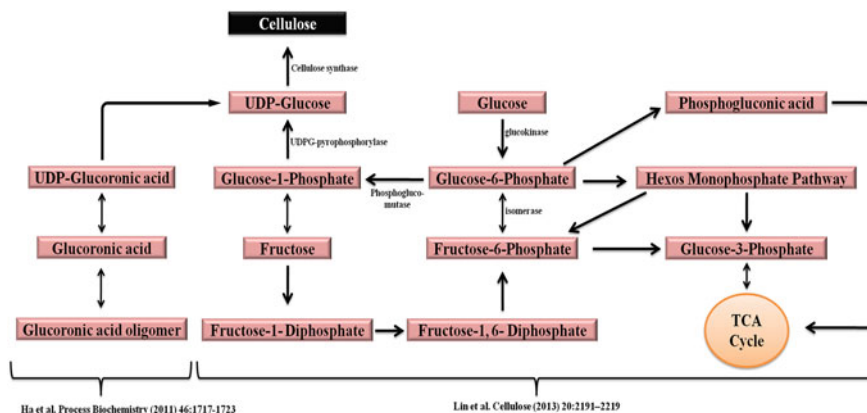 Cellulose
Cellulose synthase
UDP-Glucose
Glucose
Phosphogluconic acid
UDPG-pyrophosphorylase
glucokinase
UDP-Glucoronic acid
Glucose-1-Phosphate
Phosphogluco-
mutase
Glucose-6-Phosphate
Hexos Monophosphate Pathway
isomerase
Glucoronic acid
Fructose
Fructose-6-Phosphate
Glucose-3-Phosphate
Glucoronic acid oligomer
Fructose-1- Diphosphate
Fructose-1, 6- Diphosphate
TCA
Cycle
Ha et al. Process Biochemistry (2011) 46:1717-1723
Lin et al. Cellulose (2013) 20:2191–2219